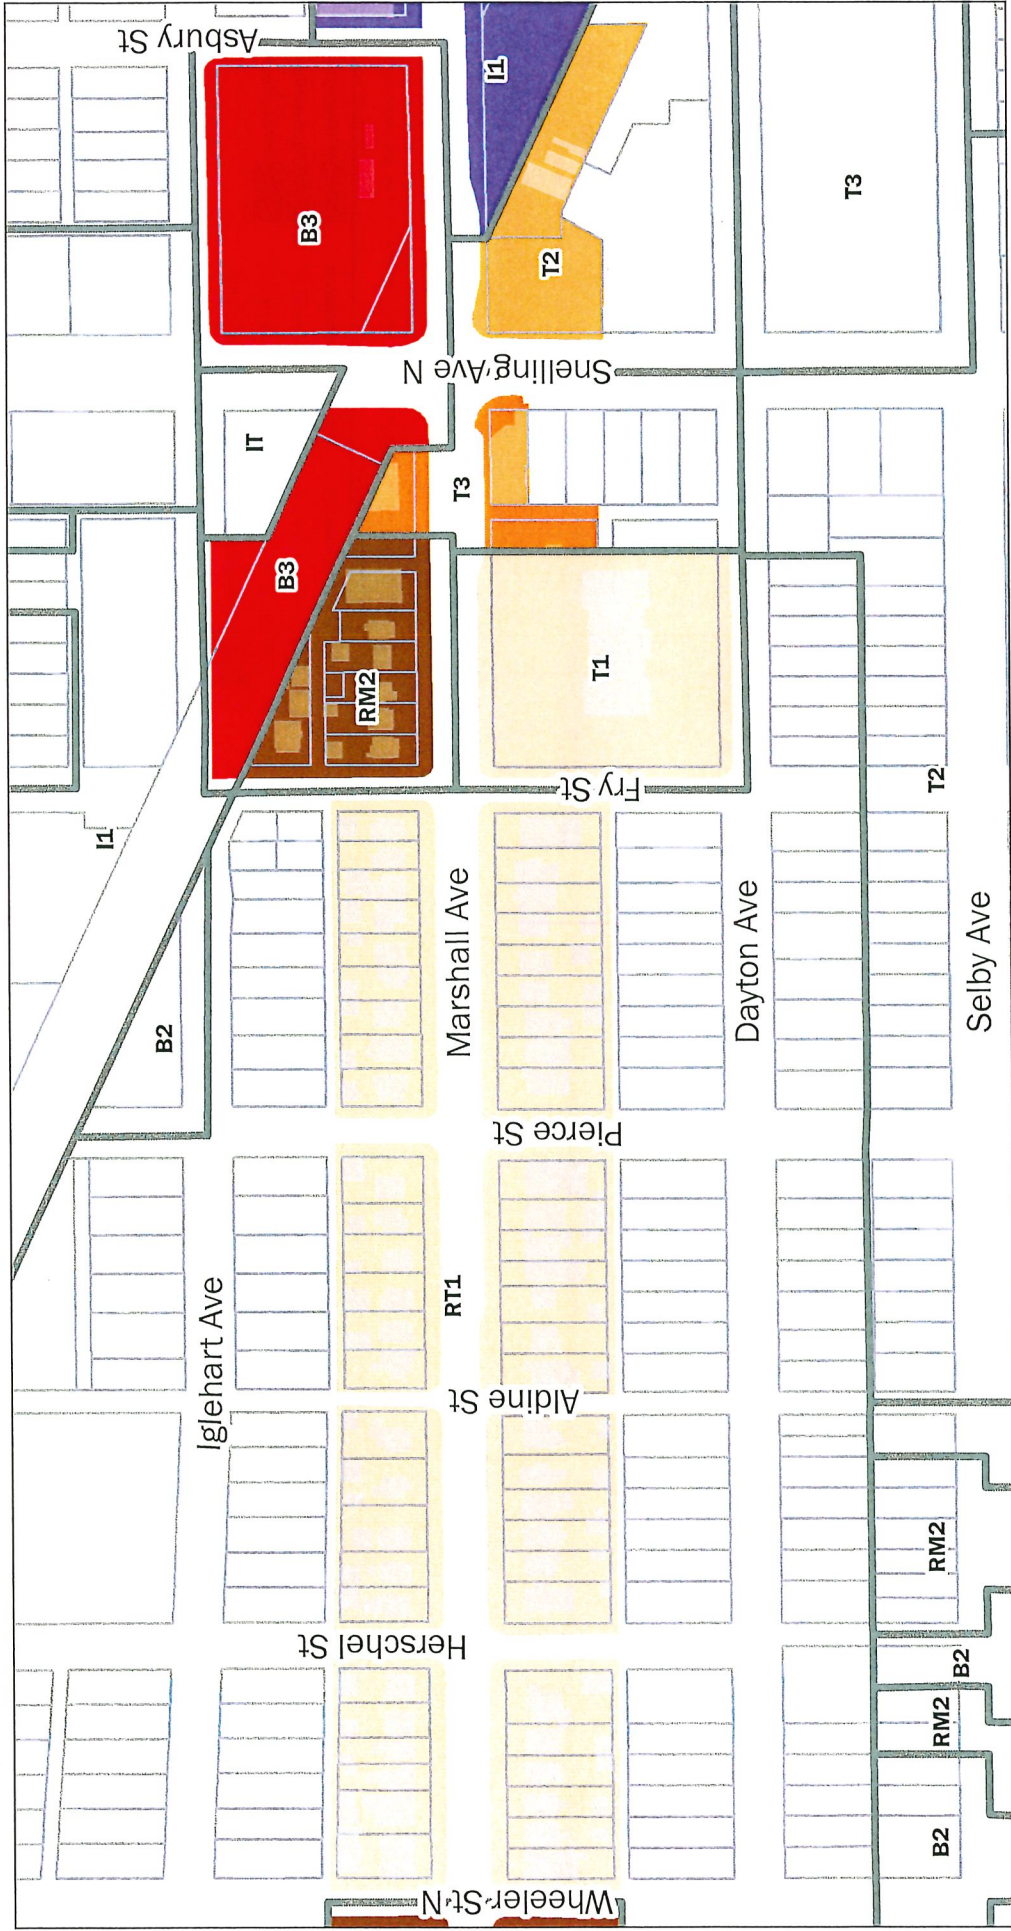 Asbury St
I1
B3
T3
T2
Snelling Ave N
IT
T3
B3
RM2
T1
Fry St
T2
I1
Marshall Ave
Dayton Ave
Selby Ave
B2
Pierce St
Iglehart Ave
RT1
Aldine St
RM2
Herschel St
B2
RM2
B2
Wheeler St N